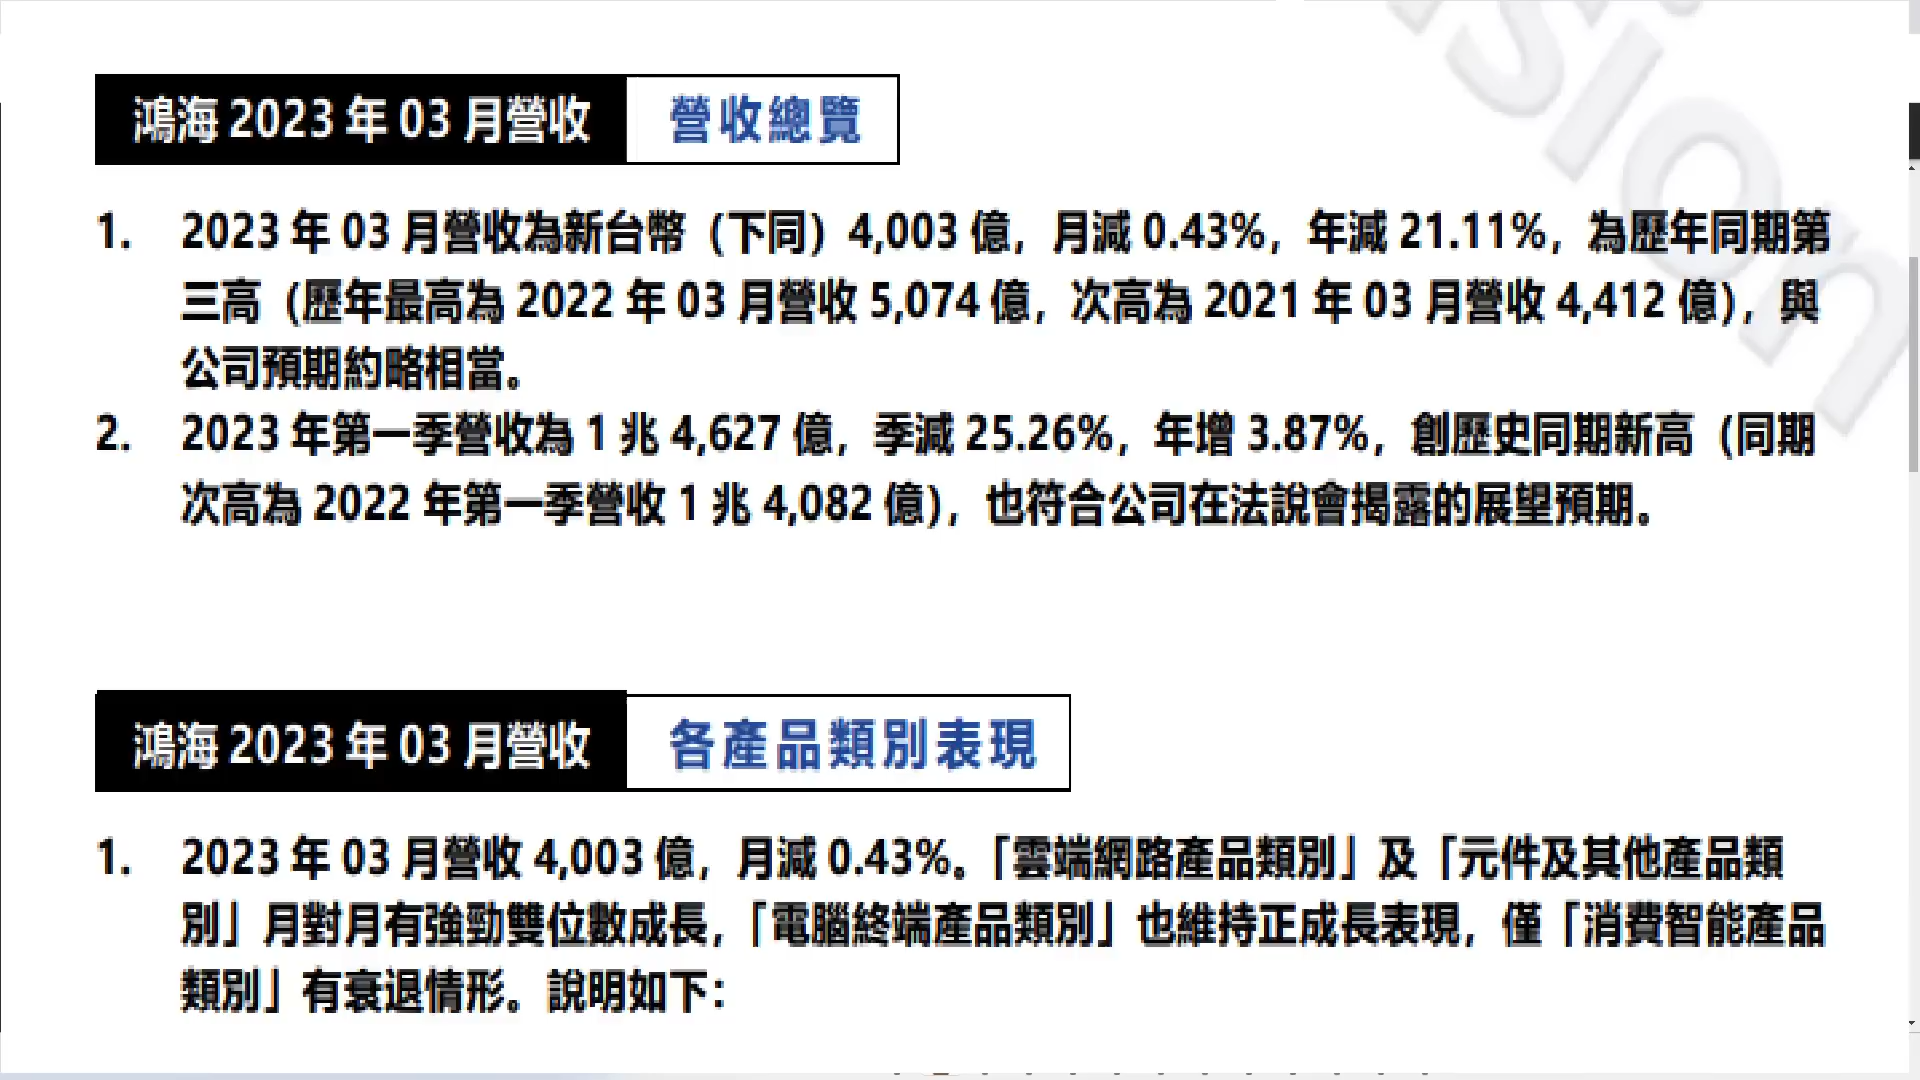 鴻海 2023 年 03 月營收 營收總覽
1. 2023 年 03 月營收為新台幣（下同）4,003 億，月減 0.43%，年減 21.11%，為歷年同期第
三高（歷年最高為 2022 年 03 月營收 5,074 億，次高為 2021 年 03 月營收 4,412 億），與
公司預期約略相當。
2. 2023 年第一季營收為 1 兆 4,627 億，季減 25.26%，年增 3.87%，創歷史同期新高（同期
次高為 2022 年第一季營收 1 兆 4,082 億），也符合公司在法說會揭露的展望預期。
鴻海 2023 年 03 月營收 各產品類別表現
1. 2023 年 03 月營收 4,003 億，月減 0.43%。「雲端網路產品類別」及「元件及其他產品類
別」月對月有強勁雙位數成長，「電腦終端產品類別」也維持正成長表現，僅「消費智能產品
類別」有衰退情形。說明如下：